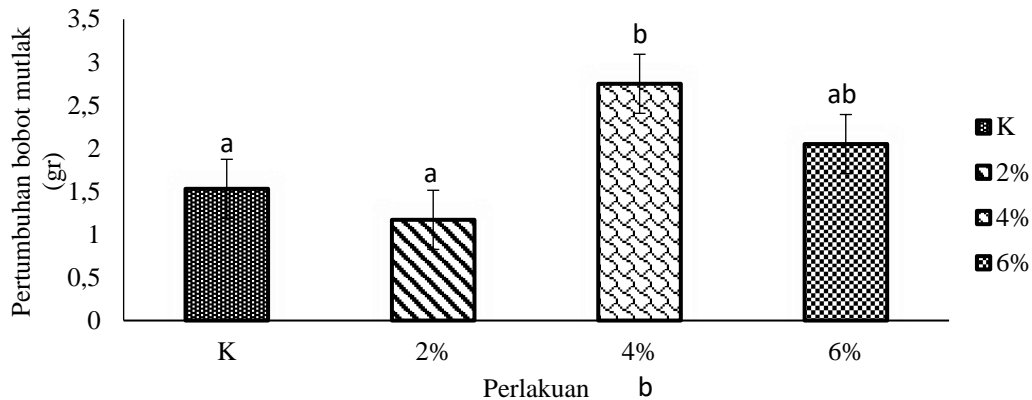 Pertumbuhan bobot mutlak
(gr)
3,5
3
2,5
2
1,5
1
0,5
0
a
a
b
ab
K
2%
4%
6%
Perlakuan b
K
2%
4%
6%